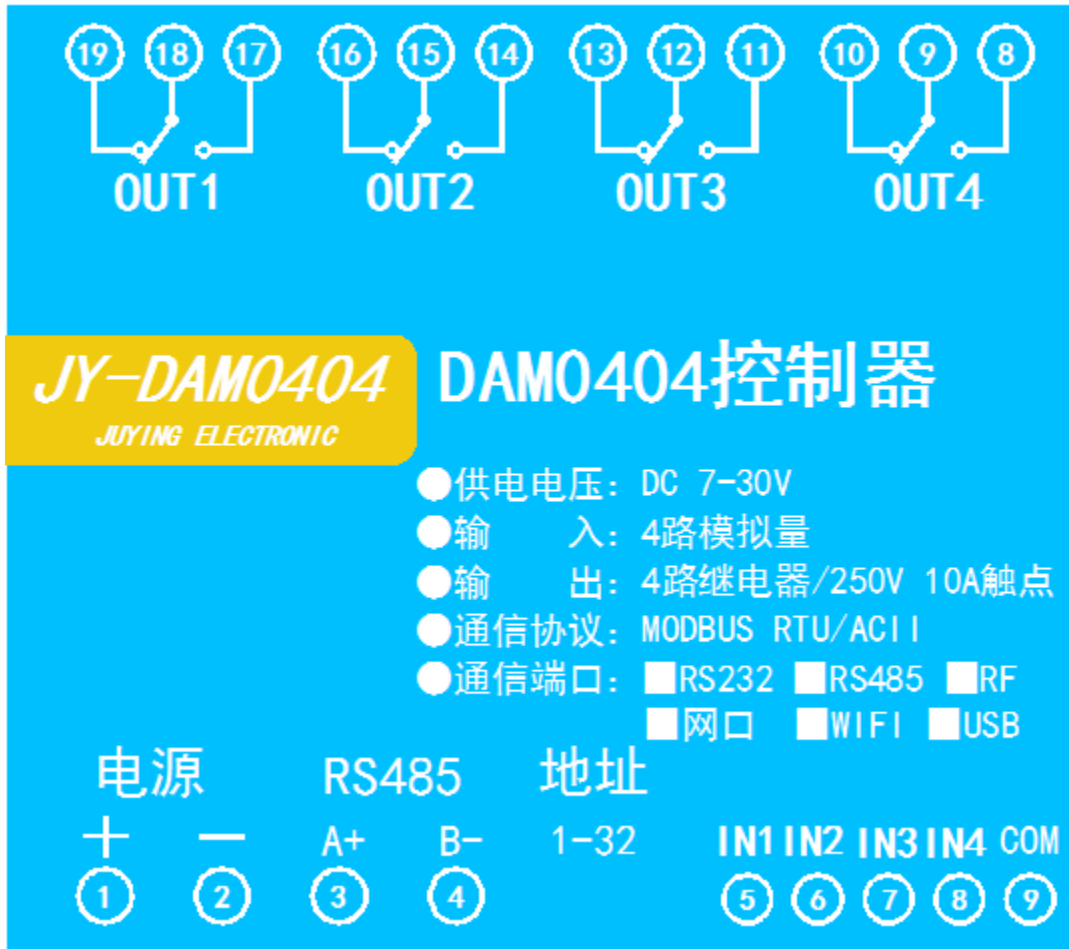 19 18 17 16 15 14 13 12 11 10 9 8
OUT1 OUT2 OUT3 OUT4
JY-DAM0404
JUYING ELECTRONIC
DAM0404控制器
●供电电压：DC 7-30V
●输 入：4路模拟量
●输 出：4路继电器/250V 10A触点
●通信协议：MODBUS RTU/ACII
●通信端口：■RS232 ■RS485 ■RF
■网口 ■WIFI ■USB
电源 RS485 地址
+ - A+ B- 1-32 IN1 IN2 IN3 IN4 COM
1 2 3 4 5 6 7 8 9